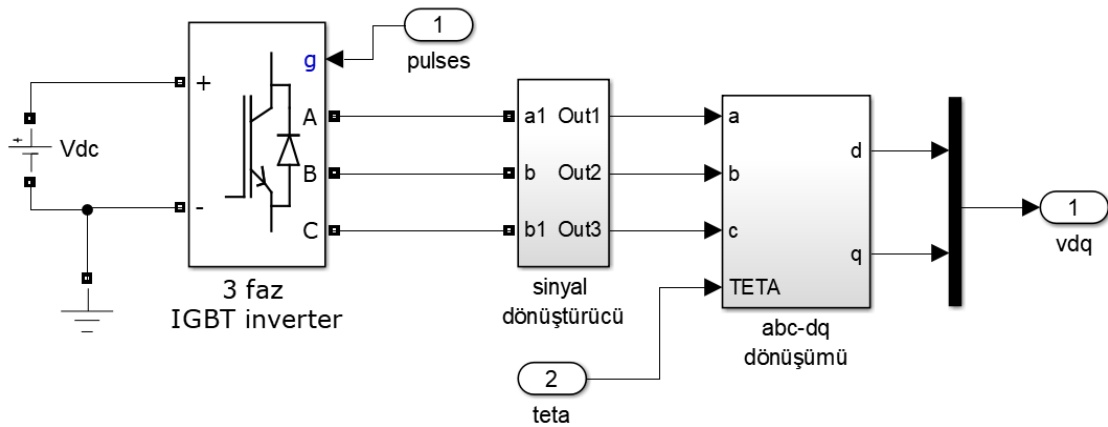 1
pulses
g
+
A
a1
Out1
a
Vdc
B
b
Out2
b
d
-
C
b1
Out3
c
q
1
vdq
TETA
3 faz
IGBT inverter
sinyal
dönüştürücü
abc-dq
dönüşümü
2
teta